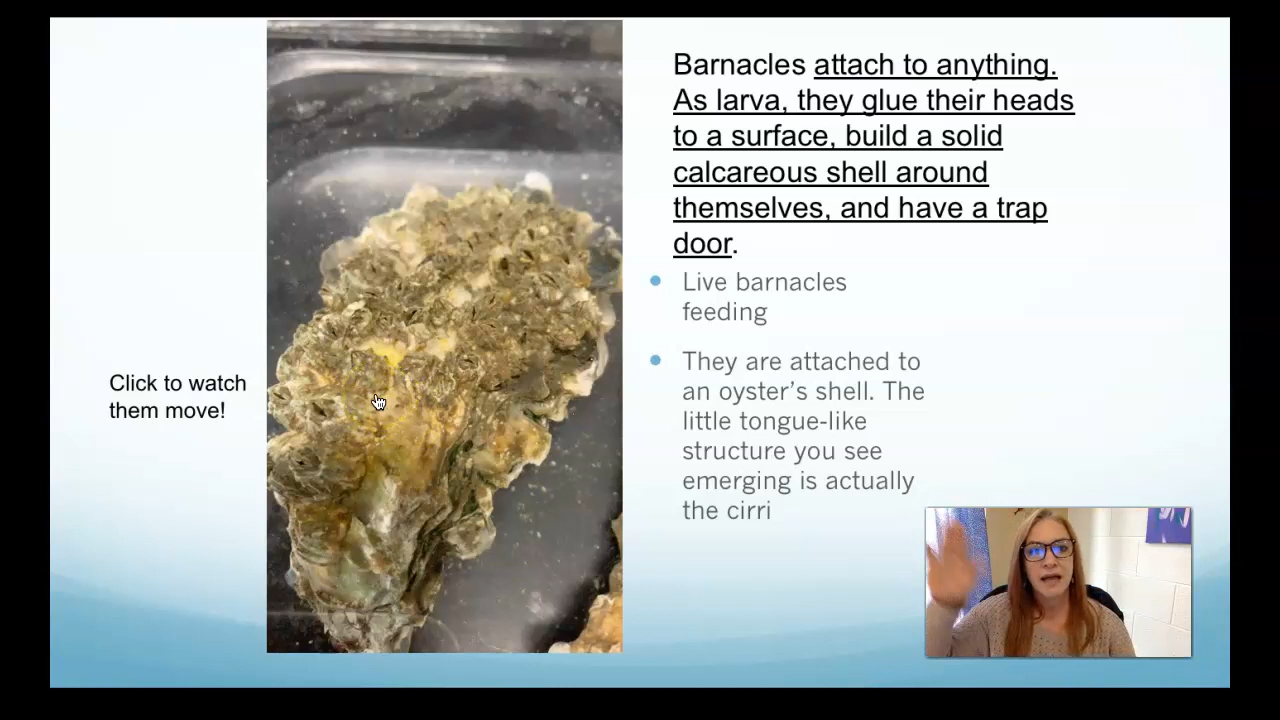 Barnacles attach to anything.
As larva, they glue their heads
to a surface, build a solid
calcareous shell around
themselves, and have a trap
door.
Live barnacles
feeding
They are attached to
an oyster’s shell. The
little tongue-like
structure you see
emerging is actually
the cirri
Click to watch
them move!